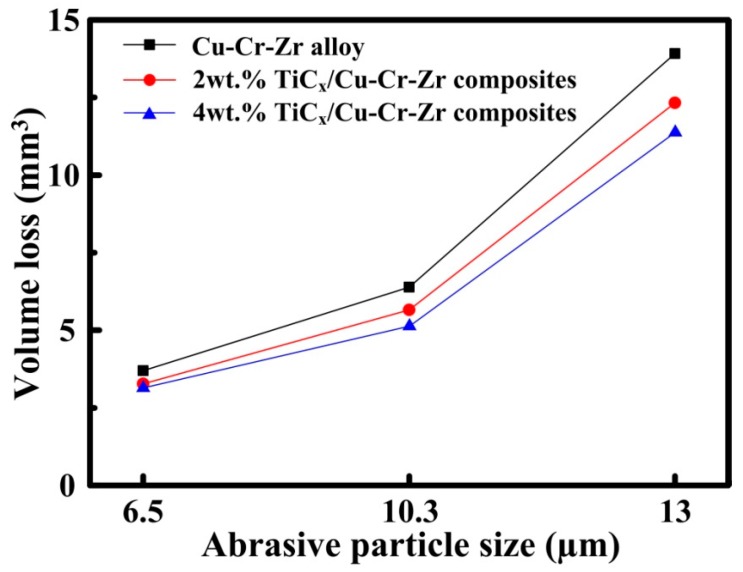 15
Cu-Cr-Zr alloy
2wt.% TiCₓ/Cu-Cr-Zr composites
4wt.% TiCₓ/Cu-Cr-Zr composites
10
Volume loss (mm³)
5
0
6.5 10.3 13
Abrasive particle size (μm)